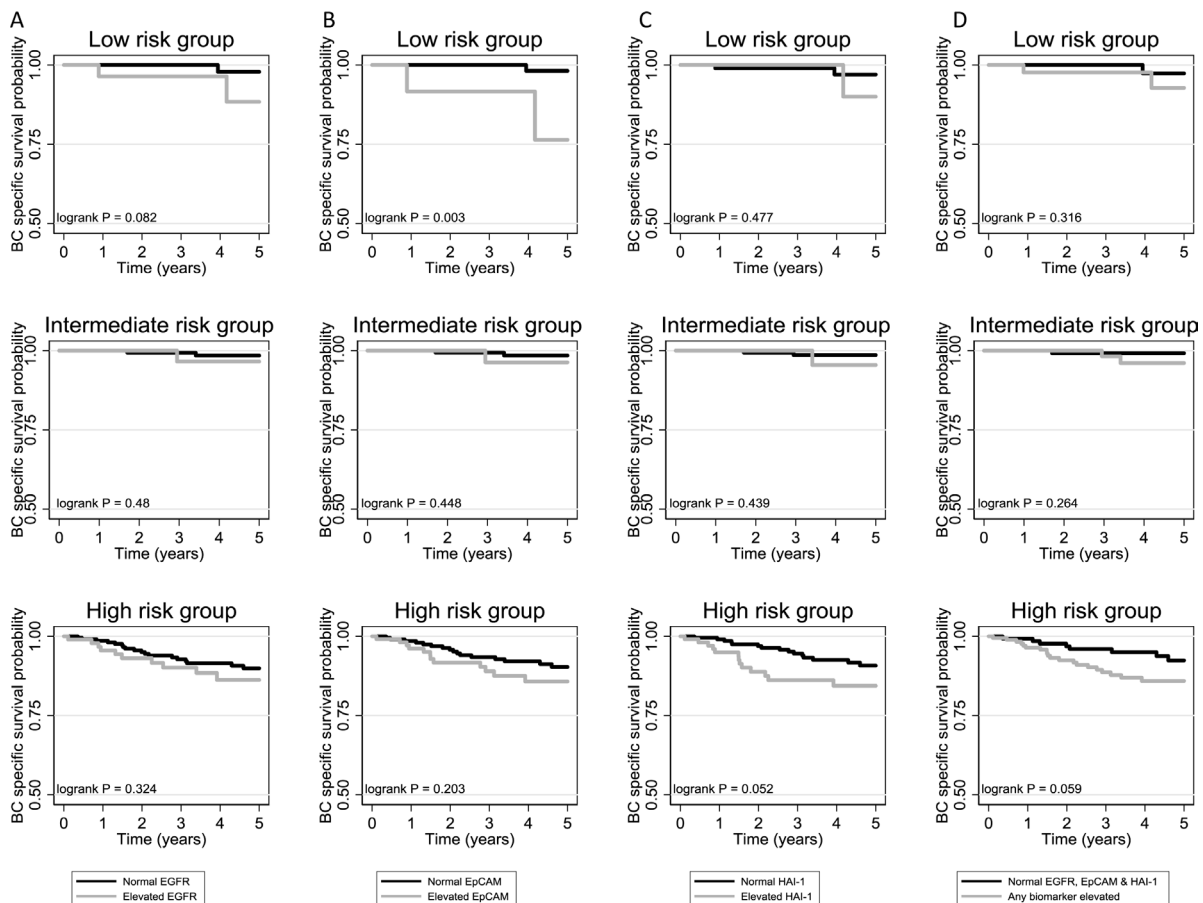 A
B
C
D
Low risk group
BC specific survival probability
1.00
0.75
0.50
logrank P = 0.082
0 1 2 3 4 5
Time (years)
Low risk group
BC specific survival probability
1.00
0.75
0.50
logrank P = 0.003
0 1 2 3 4 5
Time (years)
Low risk group
BC specific survival probability
1.00
0.75
0.50
logrank P = 0.477
0 1 2 3 4 5
Time (years)
Low risk group
BC specific survival probability
1.00
0.75
0.50
logrank P = 0.316
0 1 2 3 4 5
Time (years)
Intermediate risk group
BC specific survival probability
1.00
0.75
0.50
logrank P = 0.48
0 1 2 3 4 5
Time (years)
Intermediate risk group
BC specific survival probability
1.00
0.75
0.50
logrank P = 0.448
0 1 2 3 4 5
Time (years)
Intermediate risk group
BC specific survival probability
1.00
0.75
0.50
logrank P = 0.439
0 1 2 3 4 5
Time (years)
Intermediate risk group
BC specific survival probability
1.00
0.75
0.50
logrank P = 0.264
0 1 2 3 4 5
Time (years)
High risk group
BC specific survival probability
1.00
0.75
0.50
logrank P = 0.324
0 1 2 3 4 5
Time (years)
High risk group
BC specific survival probability
1.00
0.75
0.50
logrank P = 0.203
0 1 2 3 4 5
Time (years)
High risk group
BC specific survival probability
1.00
0.75
0.50
logrank P = 0.052
0 1 2 3 4 5
Time (years)
High risk group
BC specific survival probability
1.00
0.75
0.50
logrank P = 0.059
0 1 2 3 4 5
Time (years)
Normal EGFR
Elevated EGFR
Normal EpCAM
Elevated EpCAM
Normal HAI-1
Elevated HAI-1
Normal EGFR, EpCAM & HAI-1
Any biomarker elevated